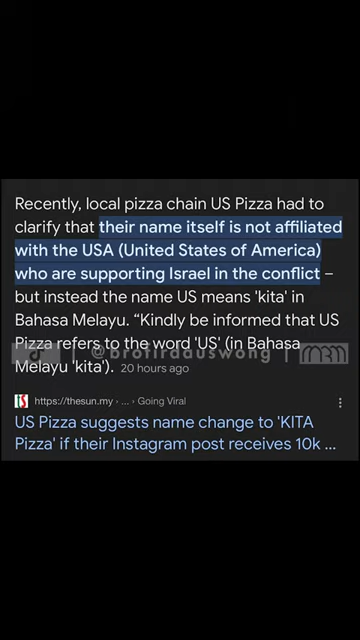 Recently, local pizza chain US Pizza had to
clarify that their name itself is not affiliated
with the USA (United States of America)
who are supporting Israel in the conflict –
but instead the name US means 'kita' in
Bahasa Melayu. “Kindly be informed that US
Pizza refers to the word 'US' (in Bahasa
| @brofirdauswong |
Melayu 'kita'). 20 hours ago
https://thesun.my › ... › Going Viral
US Pizza suggests name change to 'KITA
Pizza' if their Instagram post receives 10k ...